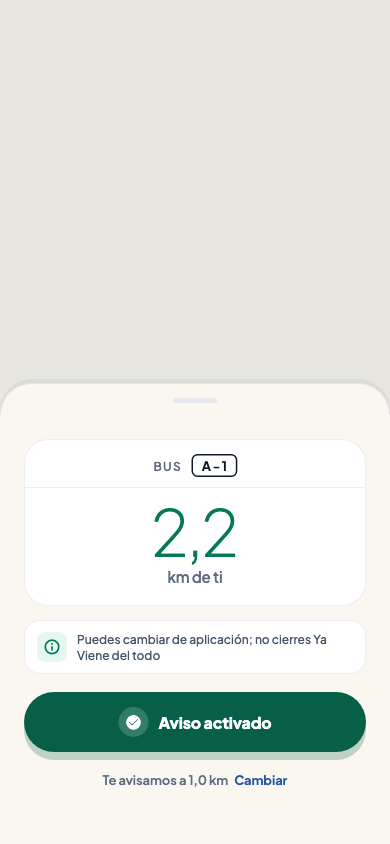 BUS A-1
2,2
km de ti
Puedes cambiar de aplicación; no cierres Ya
Viene del todo
Aviso activado
Te avisamos a 1,0 km Cambiar